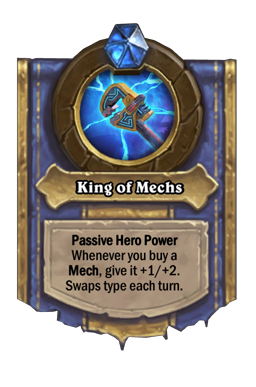 King of Mechs
Passive Hero Power
Whenever you buy a
Mech, give it +1/+2.
Swaps type each turn.